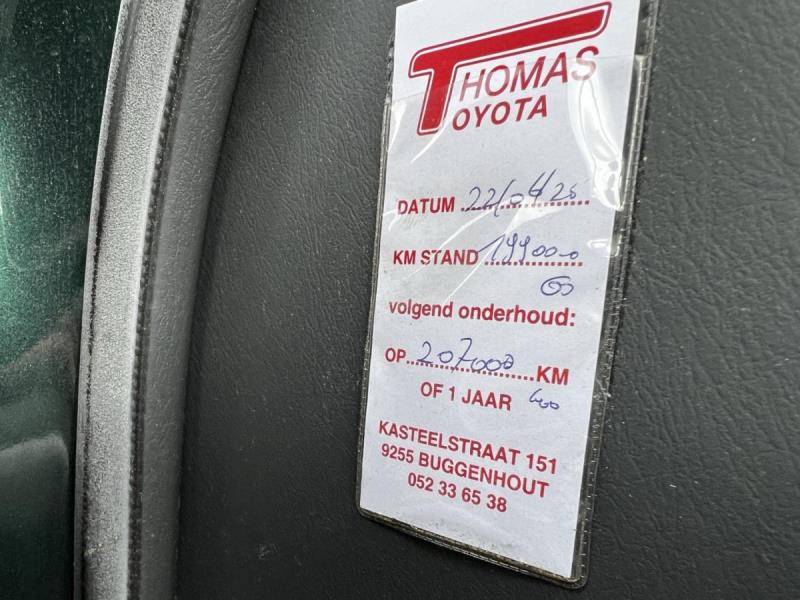 THOMAS
TOYOTA
DATUM 22/04/26
KM STAND 199000
volgend onderhoud:
OP 207000 KM
OF 1 JAAR
KASTEELSTRAAT 151
9255 BUGGENHOUT
052 33 65 38